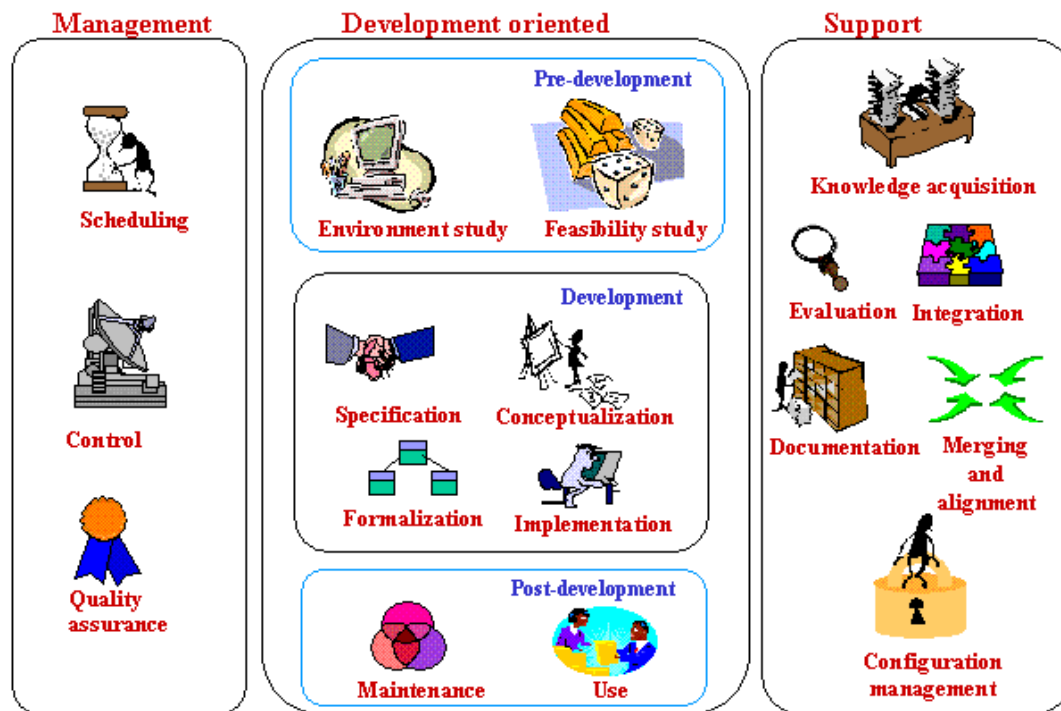 Management
Scheduling
Control
Quality
assurance
Development oriented
Pre-development
Environment study
Feasibility study
Development
Specification
Conceptualization
Formalization
Implementation
Post-development
Maintenance
Use
Support
Knowledge acquisition
Evaluation
Integration
Documentation
Merging
and
alignment
Configuration
management